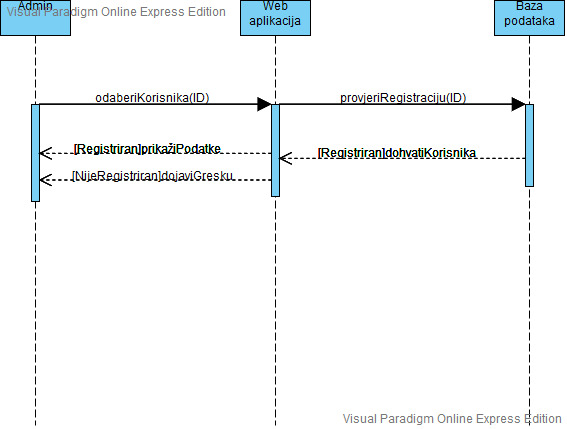 Visual Paradigm Online Express Edition
Admin
Web
aplikacija
Baza
podataka
odaberiKorisnika(ID)
provjeriRegistraciju(ID)
[Registriran]prikažiPodatke
[Registriran]dohvatiKorisnika
[NijeRegistriran]dojaviGresku
Visual Paradigm Online Express Edition